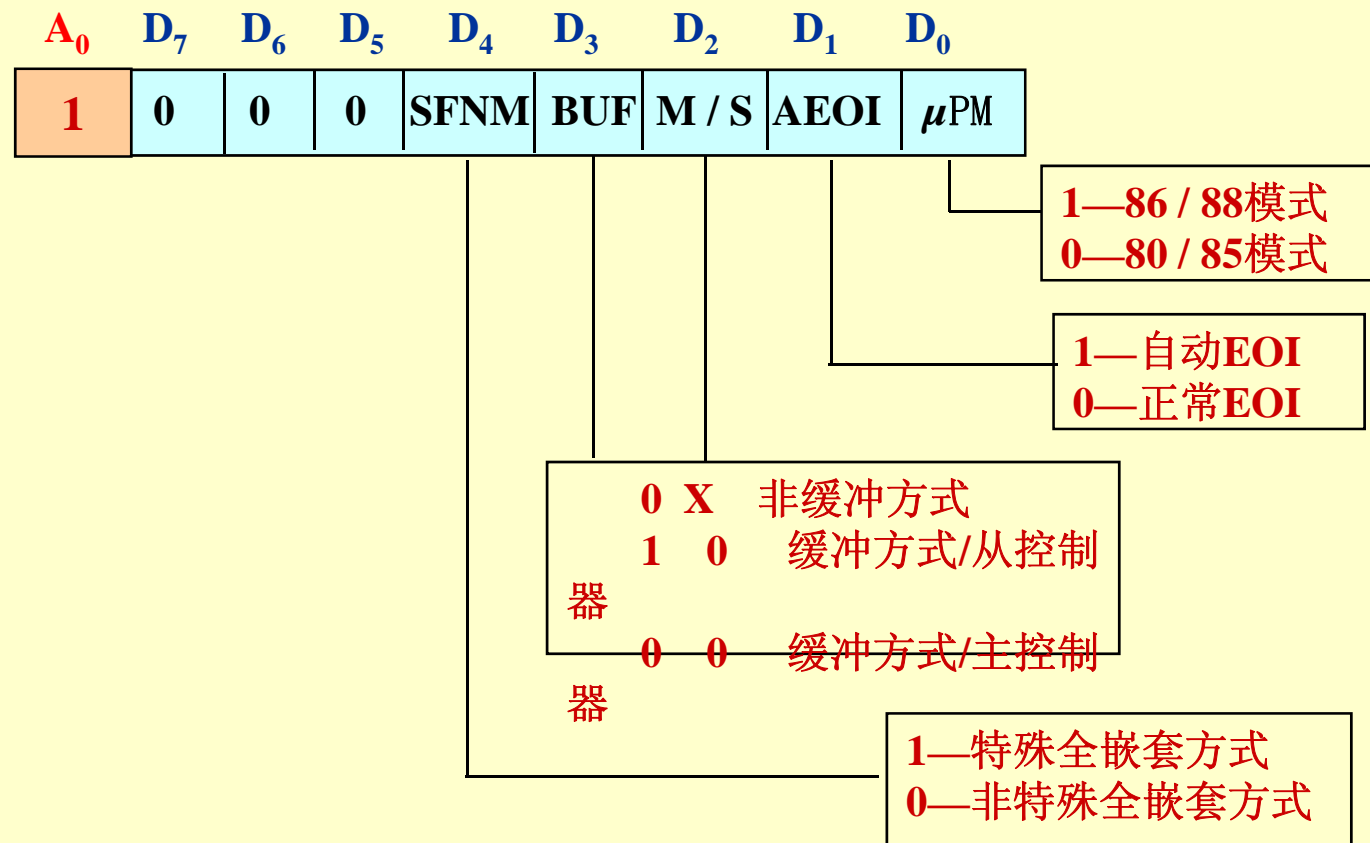 A₀ D₇ D₆ D₅ D₄ D₃ D₂ D₁ D₀
1 0 0 0 SFNM BUF M / S AEOI μPM
1—86 / 88模式
0—80 / 85模式
1—自动EOI
0—正常EOI
0 X 非缓冲方式
1 0 缓冲方式/从控制
器
0 0 缓冲方式/主控制
器
1—特殊全嵌套方式
0—非特殊全嵌套方式